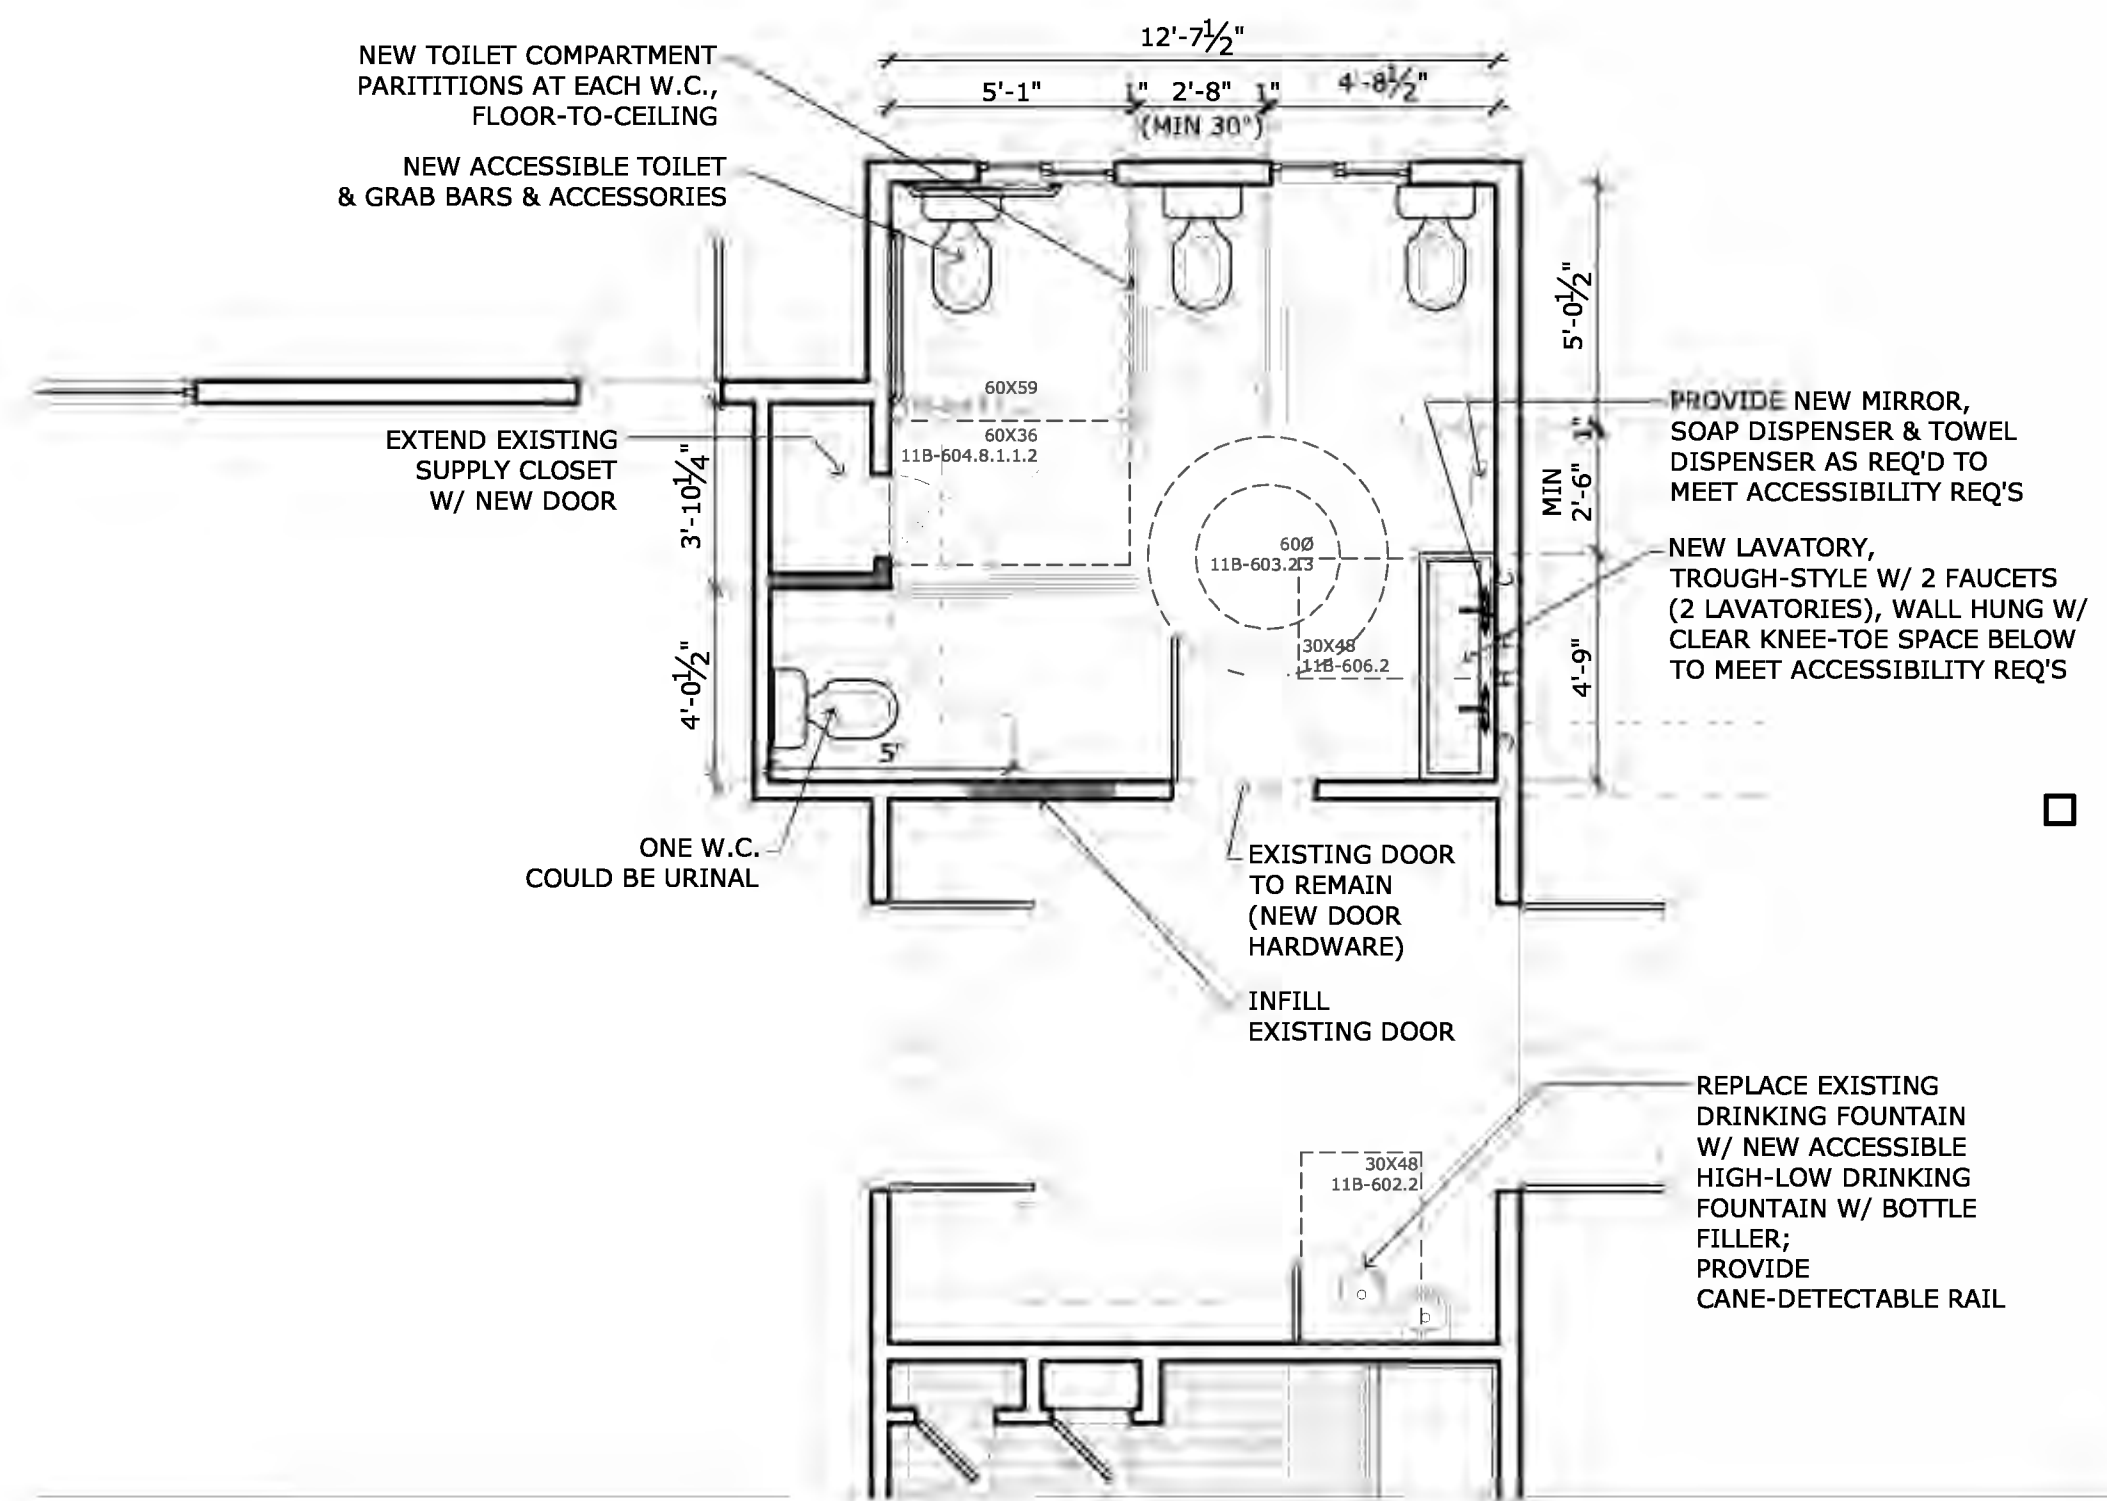 12'-7½"
5'-1" 1" 2'-8" 1" 4'-8½"
(MIN 30")
NEW TOILET COMPARTMENT
PARITITIONS AT EACH W.C.,
FLOOR-TO-CEILING
NEW ACCESSIBLE TOILET
& GRAB BARS & ACCESSORIES
5'-0½"
60X59
60X36
11B-604.8.1.1.2
EXTEND EXISTING
SUPPLY CLOSET
W/ NEW DOOR
3'-10¼"
1"
MIN
2'-6"
PROVIDE NEW MIRROR,
SOAP DISPENSER & TOWEL
DISPENSER AS REQ'D TO
MEET ACCESSIBILITY REQ'S
60Ø
11B-603.2.3
NEW LAVATORY,
TROUGH-STYLE W/ 2 FAUCETS
(2 LAVATORIES), WALL HUNG W/
CLEAR KNEE-TOE SPACE BELOW
TO MEET ACCESSIBILITY REQ'S
30X48
11B-606.2
4'-0½"
4'-9"
5'
ONE W.C.
COULD BE URINAL
EXISTING DOOR
TO REMAIN
(NEW DOOR
HARDWARE)
INFILL
EXISTING DOOR
30X48
11B-602.2
REPLACE EXISTING
DRINKING FOUNTAIN
W/ NEW ACCESSIBLE
HIGH-LOW DRINKING
FOUNTAIN W/ BOTTLE
FILLER;
PROVIDE
CANE-DETECTABLE RAIL